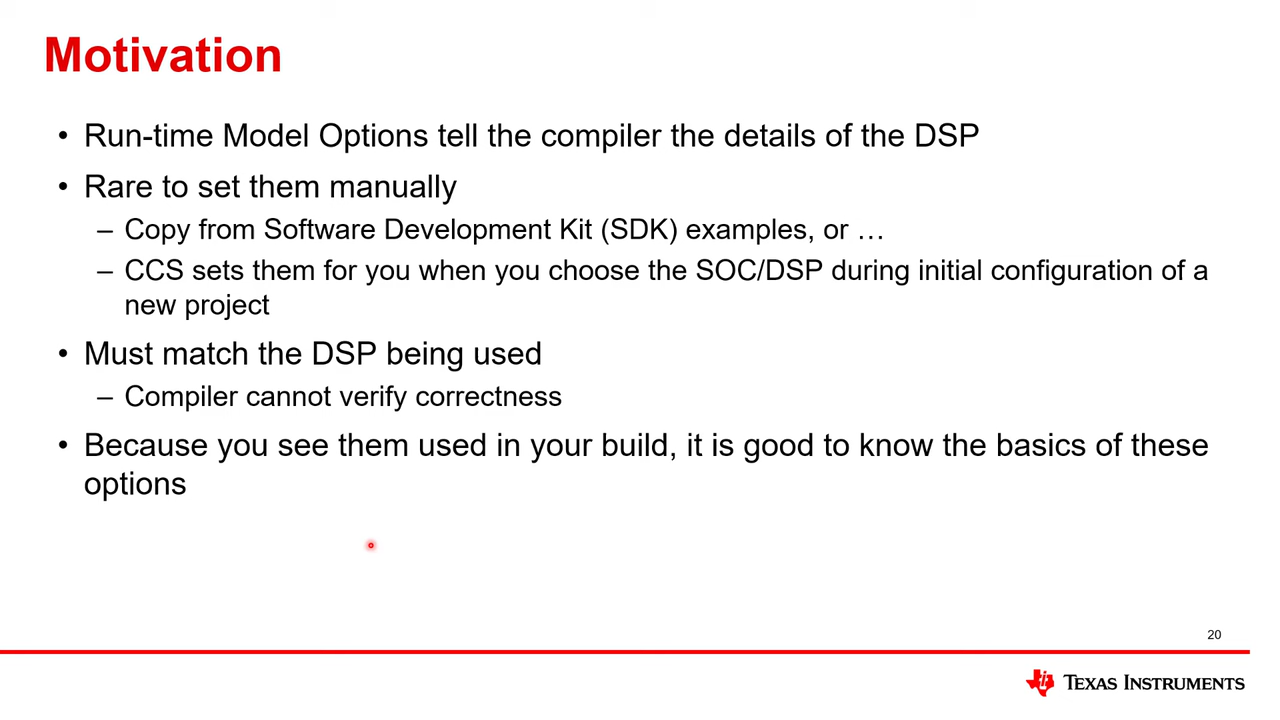 Motivation
• Run-time Model Options tell the compiler the details of the DSP
• Rare to set them manually
– Copy from Software Development Kit (SDK) examples, or …
– CCS sets them for you when you choose the SOC/DSP during initial configuration of a
new project
• Must match the DSP being used
– Compiler cannot verify correctness
• Because you see them used in your build, it is good to know the basics of these
options
20
TEXAS INSTRUMENTS